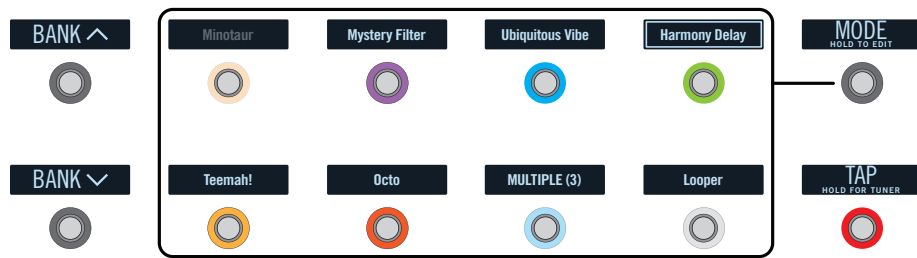 BANK
Minotaur
Mystery Filter
Ubiquitous Vibe
Harmony Delay
MODE
HOLD TO EDIT
BANK
Teemah!
Octo
MULTIPLE (3)
Looper
TAP
HOLD FOR TUNER